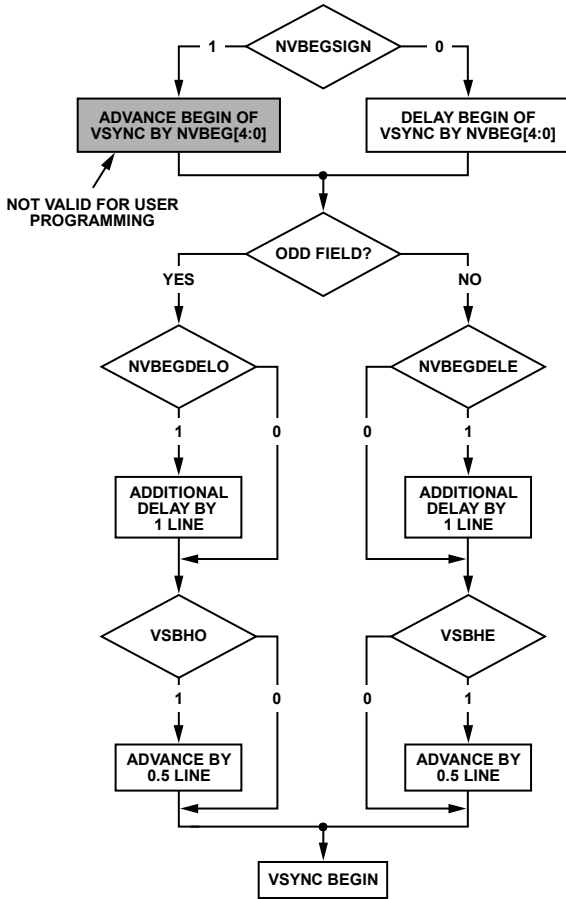 NVBEGSIGN
1
0
ADVANCE BEGIN OF
VSYNC BY NVBEG[4:0]
DELAY BEGIN OF
VSYNC BY NVBEG[4:0]
NOT VALID FOR USER
PROGRAMMING
ODD FIELD?
YES
NO
NVBEGDELO
NVBEGDELE
1
0
0
1
ADDITIONAL
DELAY BY
1 LINE
ADDITIONAL
DELAY BY
1 LINE
VSBHO
VSBHE
1
0
0
1
ADVANCE BY
0.5 LINE
ADVANCE BY
0.5 LINE
VSYNC BEGIN